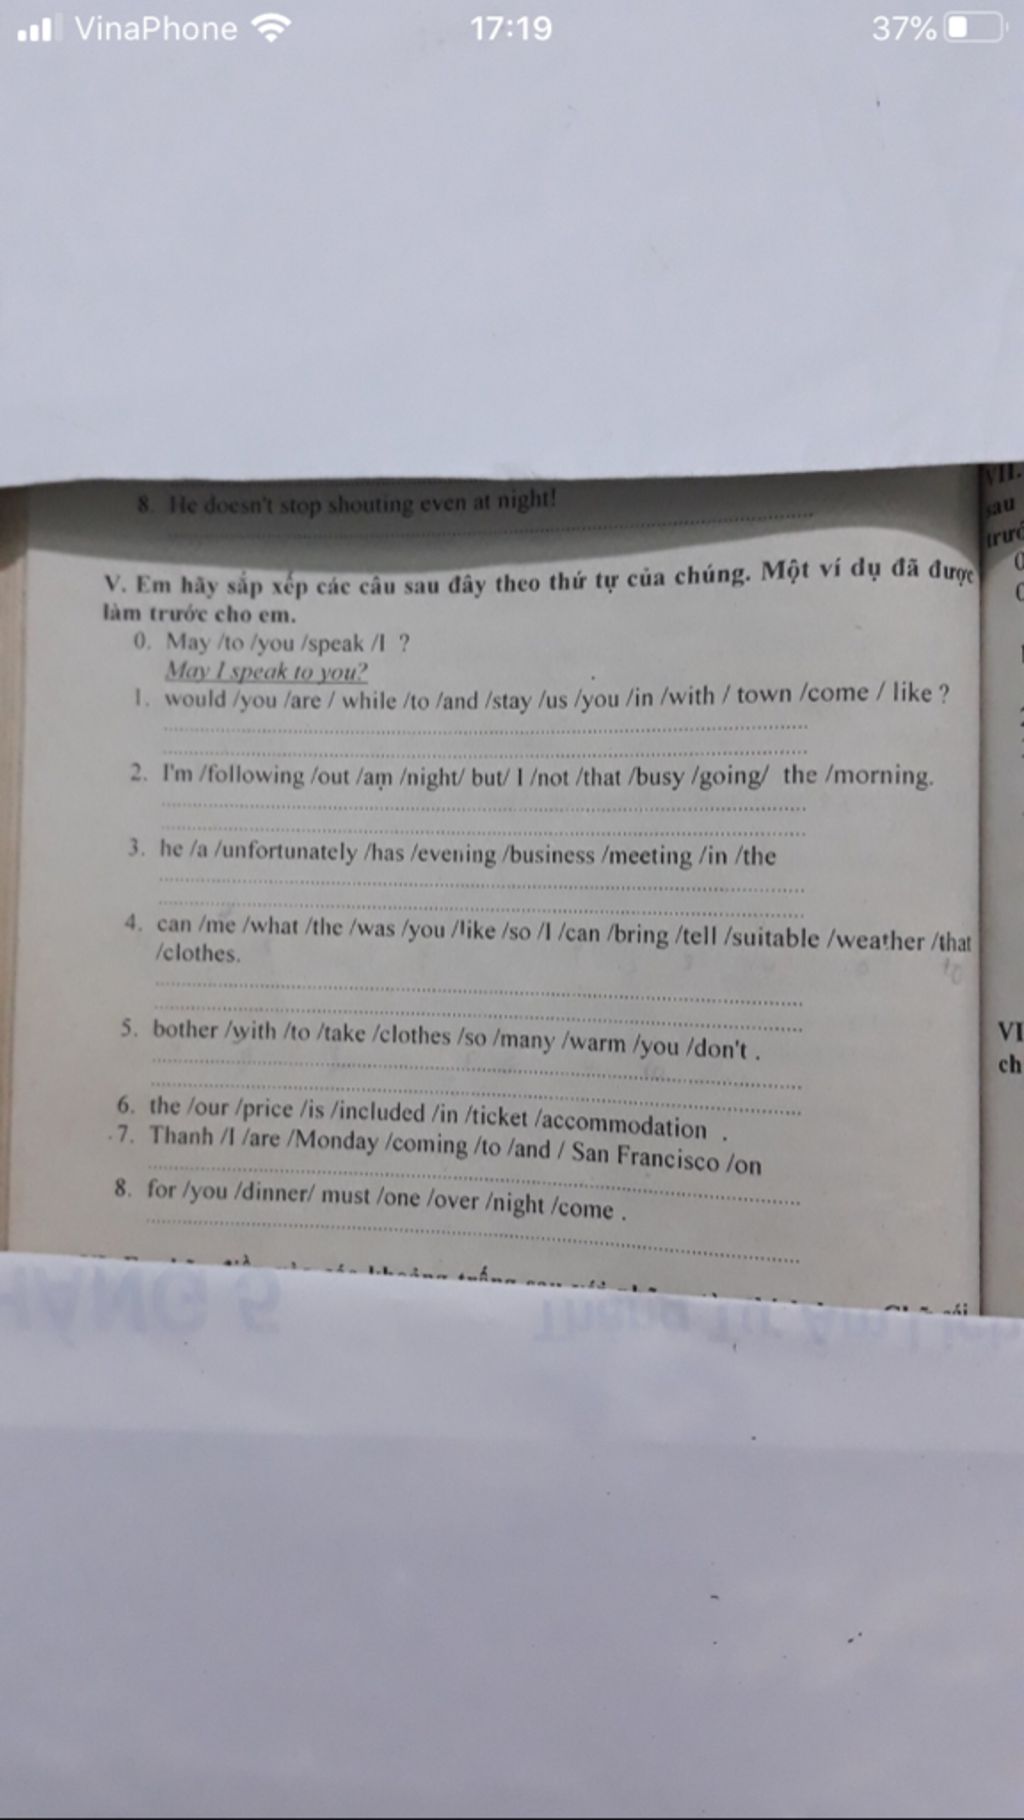 VinaPhone 17:19 37%
8. He doesn't stop shouting even at night!
V. Em hãy sắp xếp các câu sau đây theo thứ tự của chúng. Một ví dụ đã được
làm trước cho em.
0. May /to /you /speak /I ?
May I speak to you?
1. would /you /are / while /to /and /stay /us /you /in /with / town /come / like ?
2. I'm /following /out /am /night/ but/ I /not /that /busy /going/ the /morning.
3. he /a /unfortunately /has /evening /business /meeting /in /the
4. can /me /what /the /was /you /like /so /I /can /bring /tell /suitable /weather /that
/clothes.
5. bother /with /to /take /clothes /so /many /warm /you /don't .
6. the /our /price /is /included /in /ticket /accommodation .
7. Thanh /I /are /Monday /coming /to /and / San Francisco /on
8. for /you /dinner/ must /one /over /night /come .
VII.
sau
VI
ch